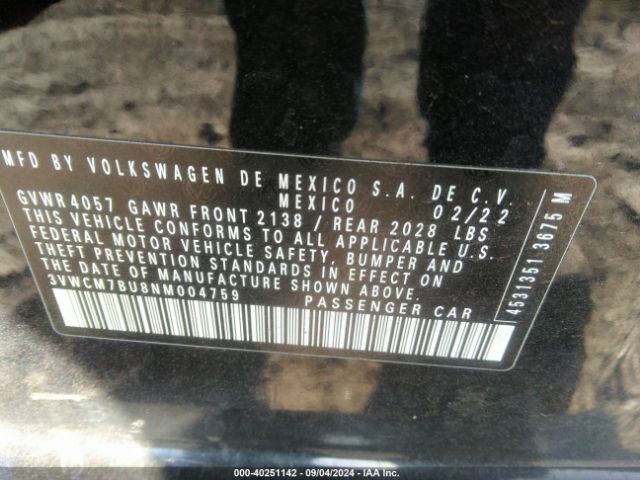 MFD BY VOLKSWAGEN DE MEXICO S.A. DE C.V.
MEXICO 02/22
GVWR 4057 GAWR FRONT 2138 / REAR 2028 LBS
THIS VEHICLE CONFORMS TO ALL APPLICABLE U.S.
FEDERAL MOTOR VEHICLE SAFETY, BUMPER AND
THEFT PREVENTION STANDARDS IN EFFECT ON
THE DATE OF MANUFACTURE SHOWN ABOVE.
3VWCM7BU8NM004759 PASSENGER CAR
4531351 3675 M
000-40251142 - 09/04/2024 - IAA Inc.